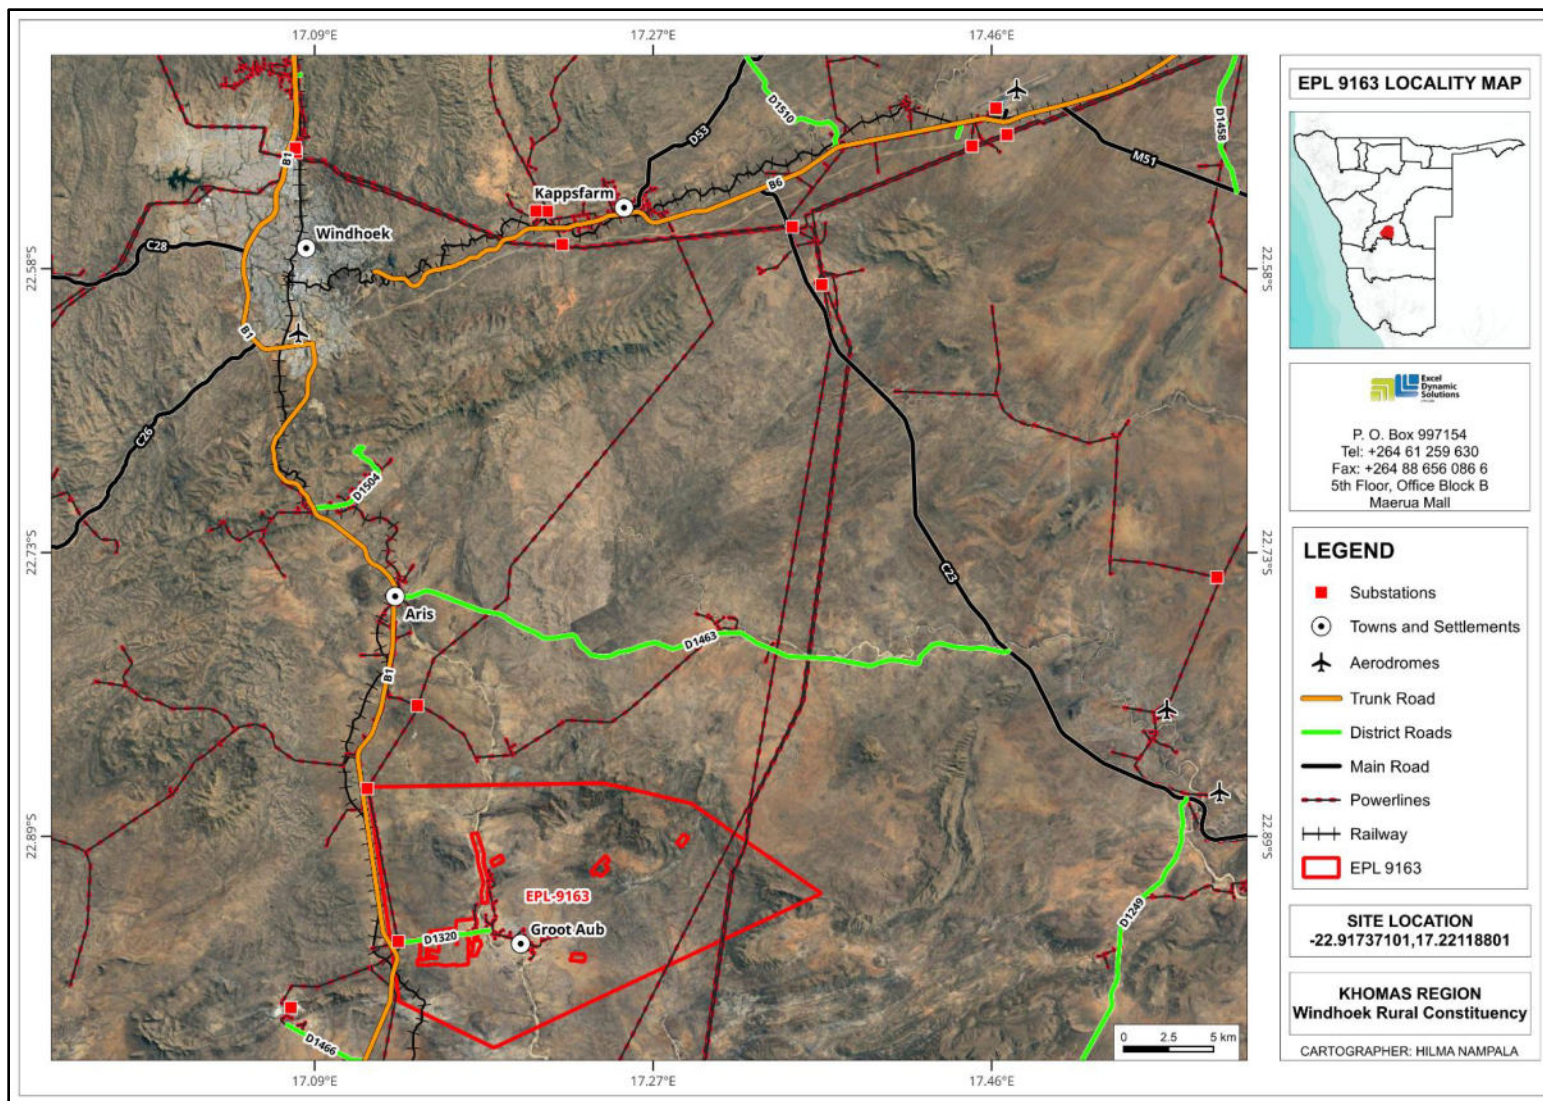 17.09°E
17.27°E
17.46°E
22.58°S
22.73°S
22.89°S
22.58°S
22.73°S
22.89°S
17.09°E
17.27°E
17.46°E
B1
D53
D1510
D1458
M51
Kappsfarm
B6
Windhoek
C28
B1
C26
D1504
C23
Aris
D1463
B1
EPL-9163
D1320
Groot Aub
D1249
D1466
0 2.5 5 km
EPL 9163 LOCALITY MAP
Excel
Dynamic
Solutions
P. O. Box 997154
Tel: +264 61 259 630
Fax: +264 88 656 086 6
5th Floor, Office Block B
Maerua Mall
LEGEND
Substations
Towns and Settlements
Aerodromes
Trunk Road
District Roads
Main Road
Powerlines
Railway
EPL 9163
SITE LOCATION
-22.91737101,17.22118801
KHOMAS REGION
Windhoek Rural Constituency
CARTOGRAPHER: HILMA NAMPALA